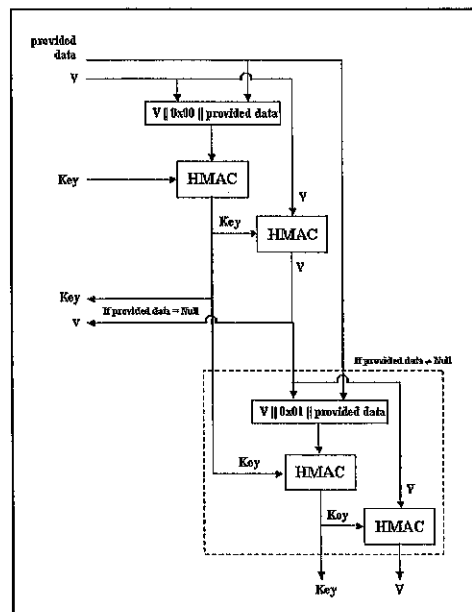 provided
data
V
V || 0x00 || provided data
Key
HMAC
V
Key
HMAC
V
Key
If provided data = Null
V
If provided data ≠ Null
V || 0x01 || provided data
Key
HMAC
V
Key
HMAC
Key
V